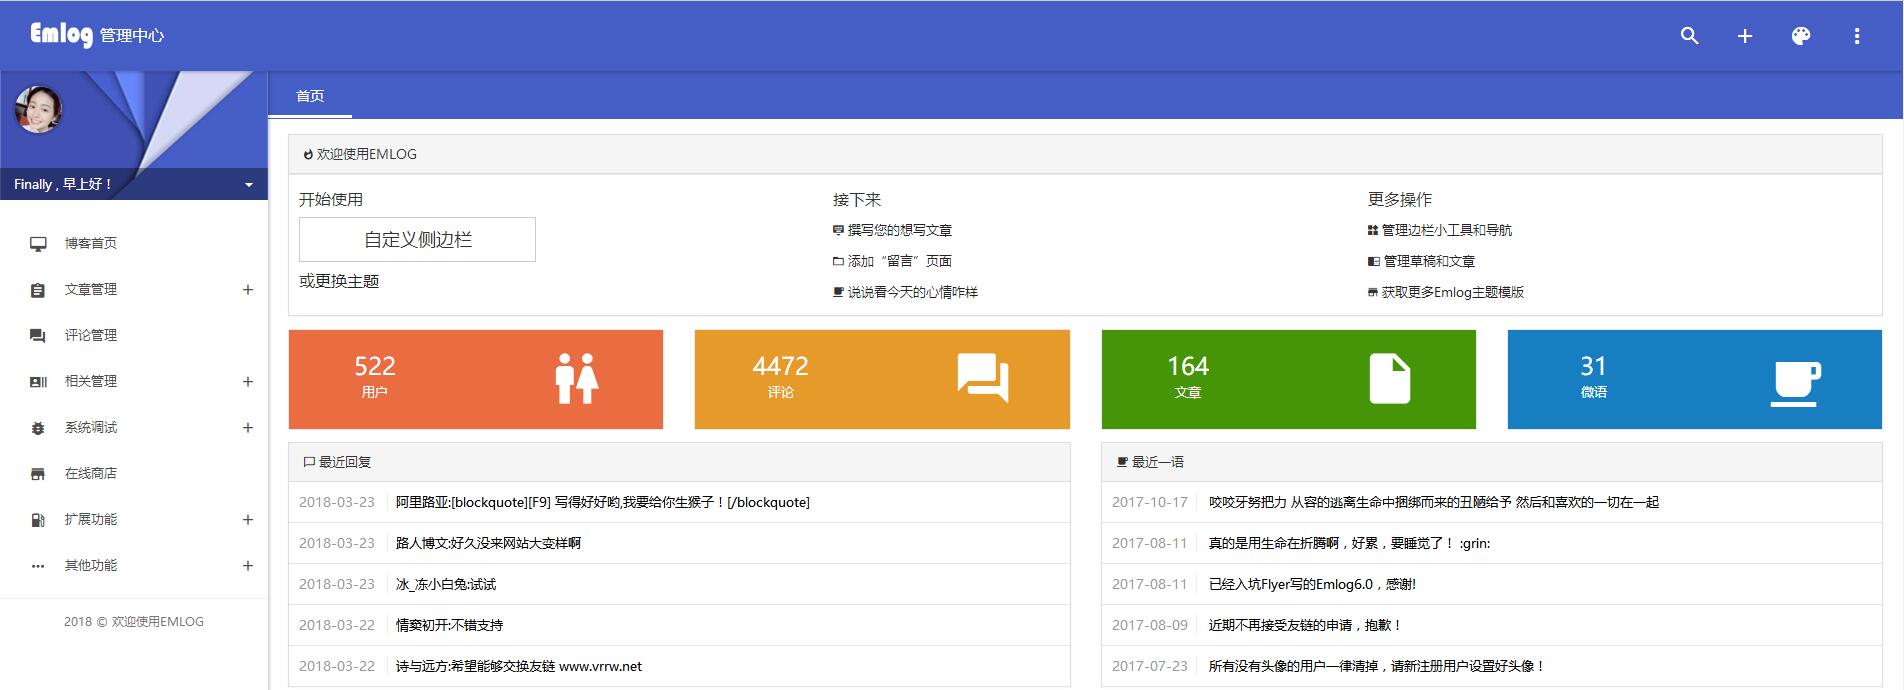 Emlog 管理中心
首页
Finally , 早上好！
博客首页
文章管理
评论管理
相关管理
系统调试
在线商店
扩展功能
其他功能
2018 © 欢迎使用EMLOG
欢迎使用EMLOG
开始使用
自定义侧边栏
或更换主题
接下来
撰写您的想写文章
添加“留言”页面
说说看今天的心情咋样
更多操作
管理边栏小工具和导航
管理草稿和文章
获取更多Emlog主题模版
522
用户
4472
评论
164
文章
31
微语
最近回复
2018-03-23 阿里路亚:[blockquote][F9] 写得好好哟,我要给你生猴子！[/blockquote]
2018-03-23 路人博文:好久没来网站大变样啊
2018-03-23 冰_冻小白兔:试试
2018-03-22 情窦初开:不错支持
2018-03-22 诗与远方:希望能够交换友链 www.vrrw.net
最近一语
2017-10-17 咬咬牙努把力 从容的逃离生命中捆绑而来的丑陋给予 然后和喜欢的一切在一起
2017-08-11 真的是用生命在折腾啊，好累，要睡觉了！ :grin:
2017-08-11 已经入坑Flyer写的Emlog6.0，感谢!
2017-08-09 近期不再接受友链的申请，抱歉！
2017-07-23 所有没有头像的用户一律清掉，请新注册用户设置好头像！